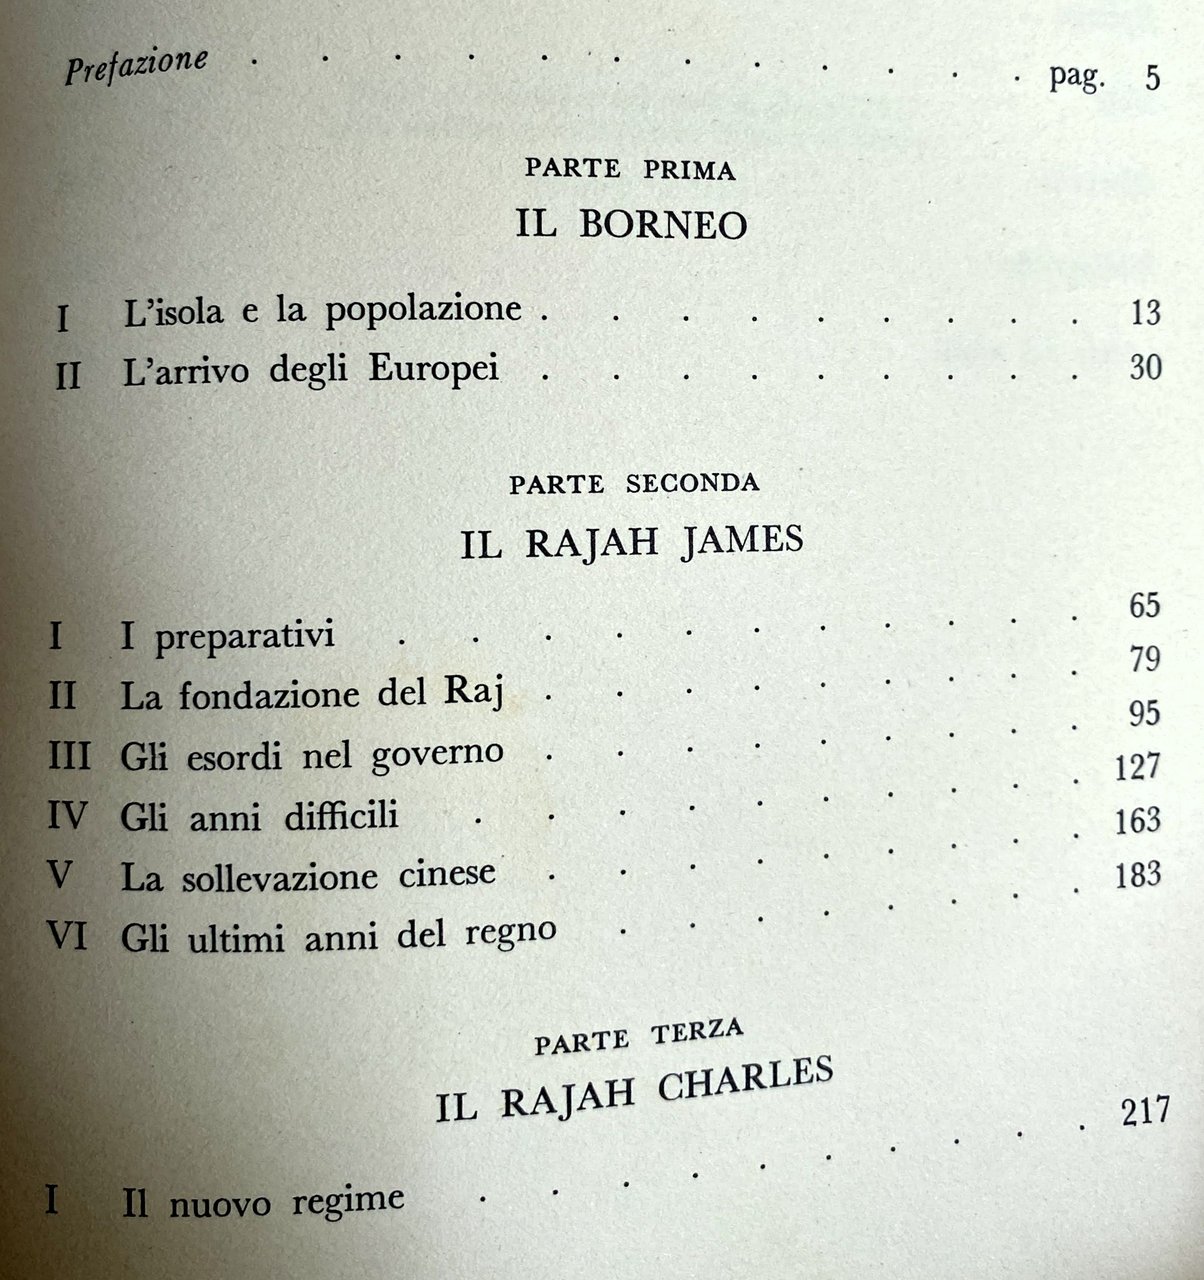 Prefazione . . . . . . . . . . . . pag. 5
PARTE PRIMA
IL BORNEO
I L'isola e la popolazione . . . . . . . . . 13
II L'arrivo degli Europei . . . . . . . . . 30
PARTE SECONDA
IL RAJAH JAMES
I I preparativi . . . . . . . . . . . 65
II La fondazione del Raj . . . . . . . . . 79
III Gli esordi nel governo . . . . . . . . . 95
IV Gli anni difficili . . . . . . . . . . 127
V La sollevazione cinese . . . . . . . . . 163
VI Gli ultimi anni del regno . . . . . . . . 183
PARTE TERZA
IL RAJAH CHARLES
I Il nuovo regime . . . . . . . . . . 217